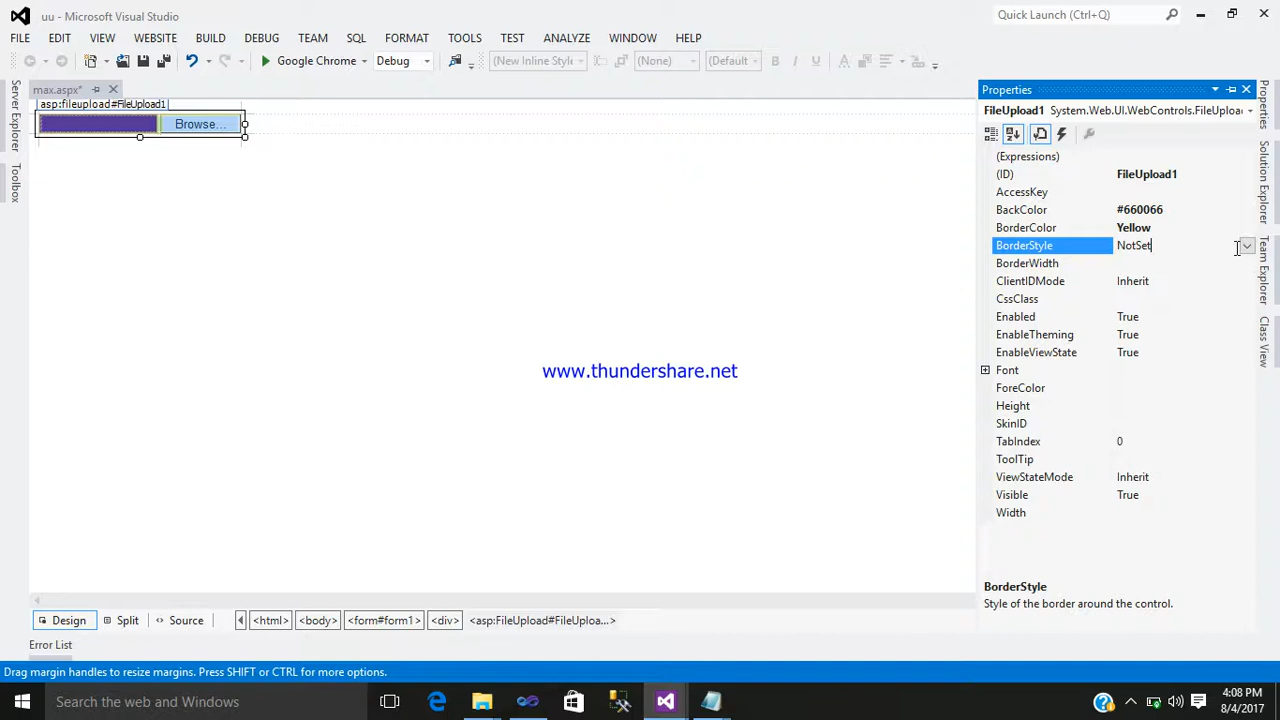 uu - Microsoft Visual Studio
Quick Launch (Ctrl+Q)
FILE EDIT VIEW WEBSITE BUILD DEBUG TEAM SQL FORMAT TOOLS TEST ANALYZE WINDOW HELP
Google Chrome Debug (New Inline Style (None) (Default B I U A
max.aspx*
asp:fileupload#FileUpload1
Browse...
Server Explorer
Toolbox
www.thundershare.net
Properties
FileUpload1 System.Web.UI.WebControls.FileUploa
(Expressions)
(ID) FileUpload1
AccessKey
BackColor #660066
BorderColor Yellow
BorderStyle NotSet
BorderWidth
ClientIDMode Inherit
CssClass
Enabled True
EnableTheming True
EnableViewState True
Font
ForeColor
Height
SkinID
TabIndex 0
ToolTip
ViewStateMode Inherit
Visible True
Width
BorderStyle
Style of the border around the control.
Properties
Solution Explorer
Team Explorer
Class View
Design Split Source <html> <body> <form#form1> <div> <asp:FileUpload#FileUploa...>
Error List
Drag margin handles to resize margins. Press SHIFT or CTRL for more options.
Search the web and Windows
4:08 PM
8/4/2017